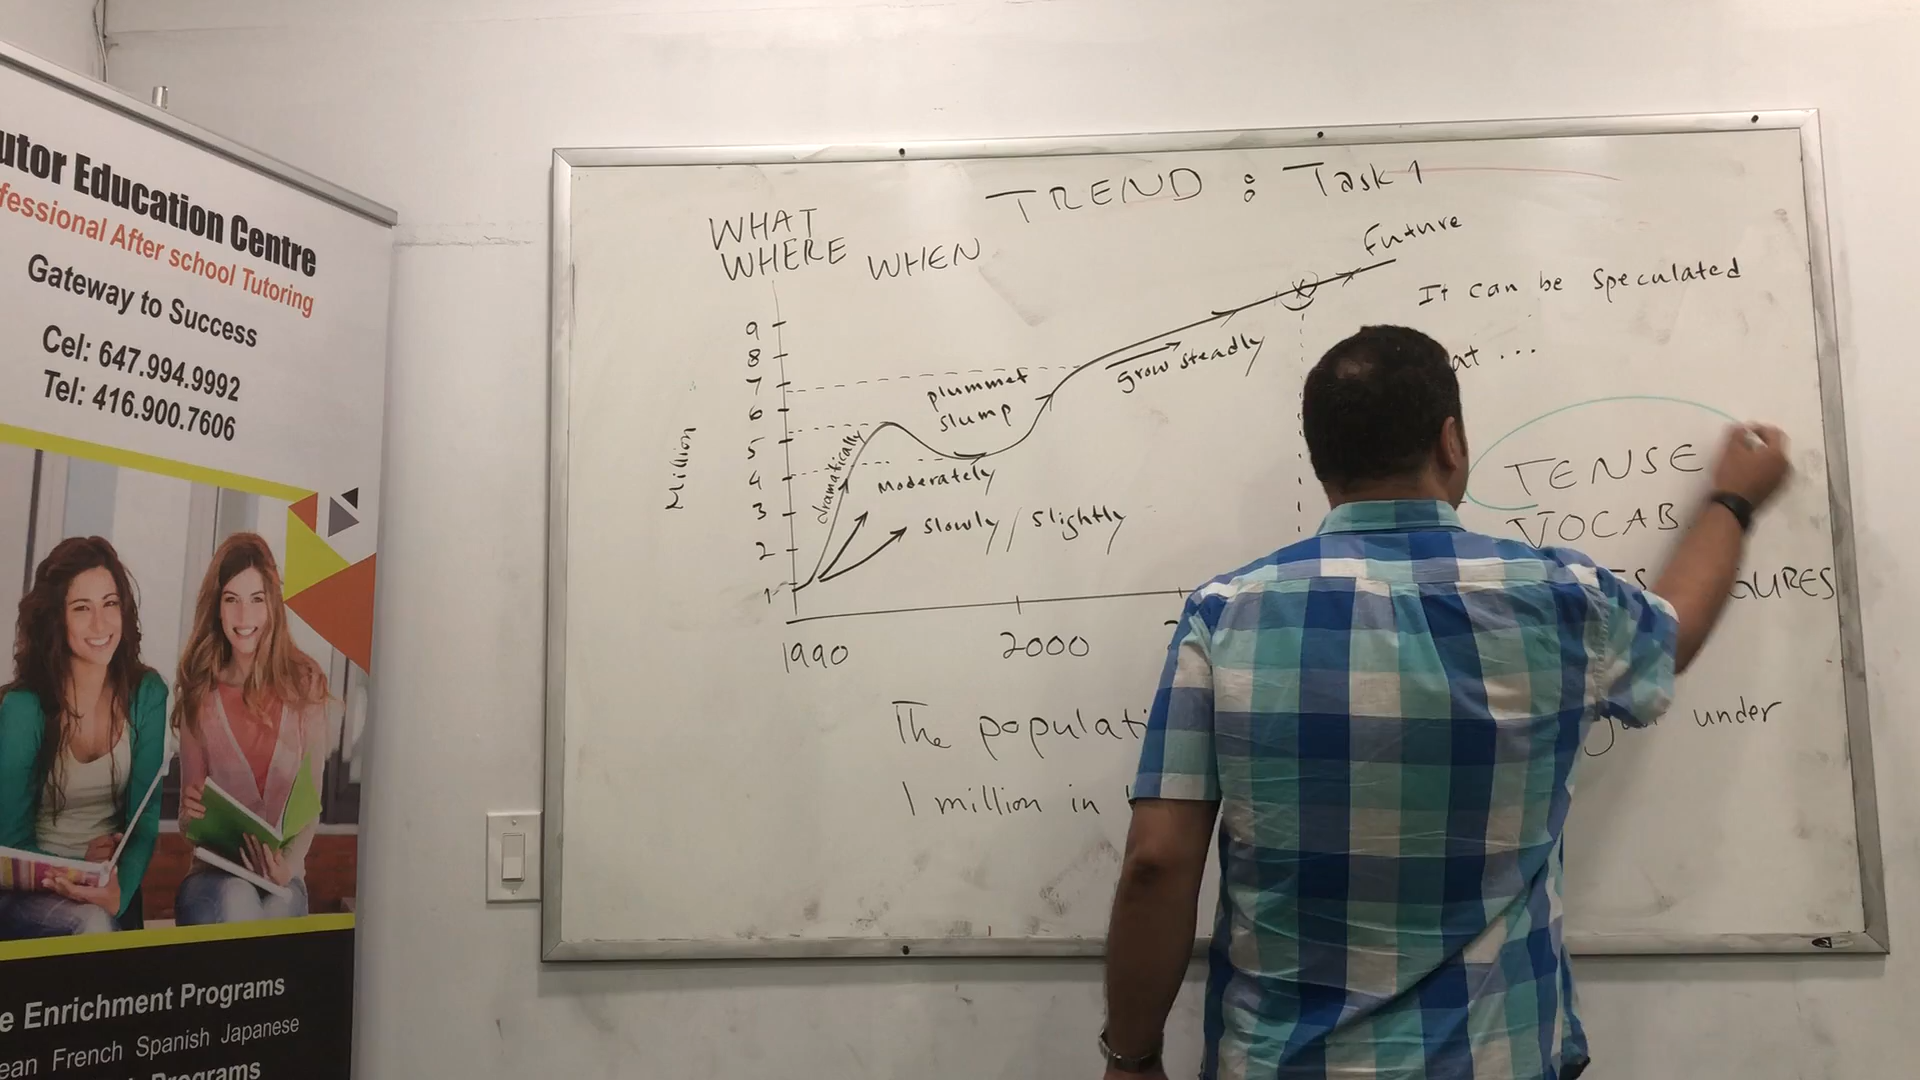 utor Education Centre
fessional After school Tutoring
Gateway to Success
Cel: 647.994.9992
Tel: 416.900.7606
e Enrichment Programs
ean French Spanish Japanese
Programs
TREND : Task 1
WHAT
WHERE WHEN
Future
It can be speculated
at ...
9
8
7
6
5
4
3
2
1
Million
dramatically
plummet
slump
grow steadly
Moderately
slowly / slightly
1990
2000
TENSE
VOCAB
GURES
The populati under
1 million in